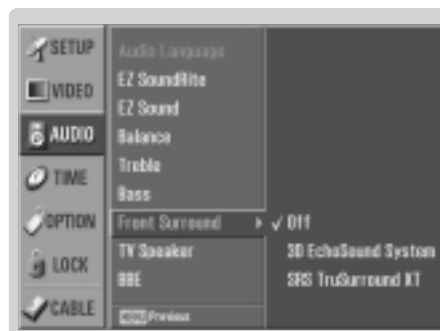 SETUP
VIDEO
AUDIO
TIME
OPTION
LOCK
CABLE
Audio Language
EZ SoundRite
EZ Sound
Balance
Treble
Bass
Front Surround
TV Speaker
BBE
Previous
✓ Off
3D EchoSound System
SRS TruSurround XT